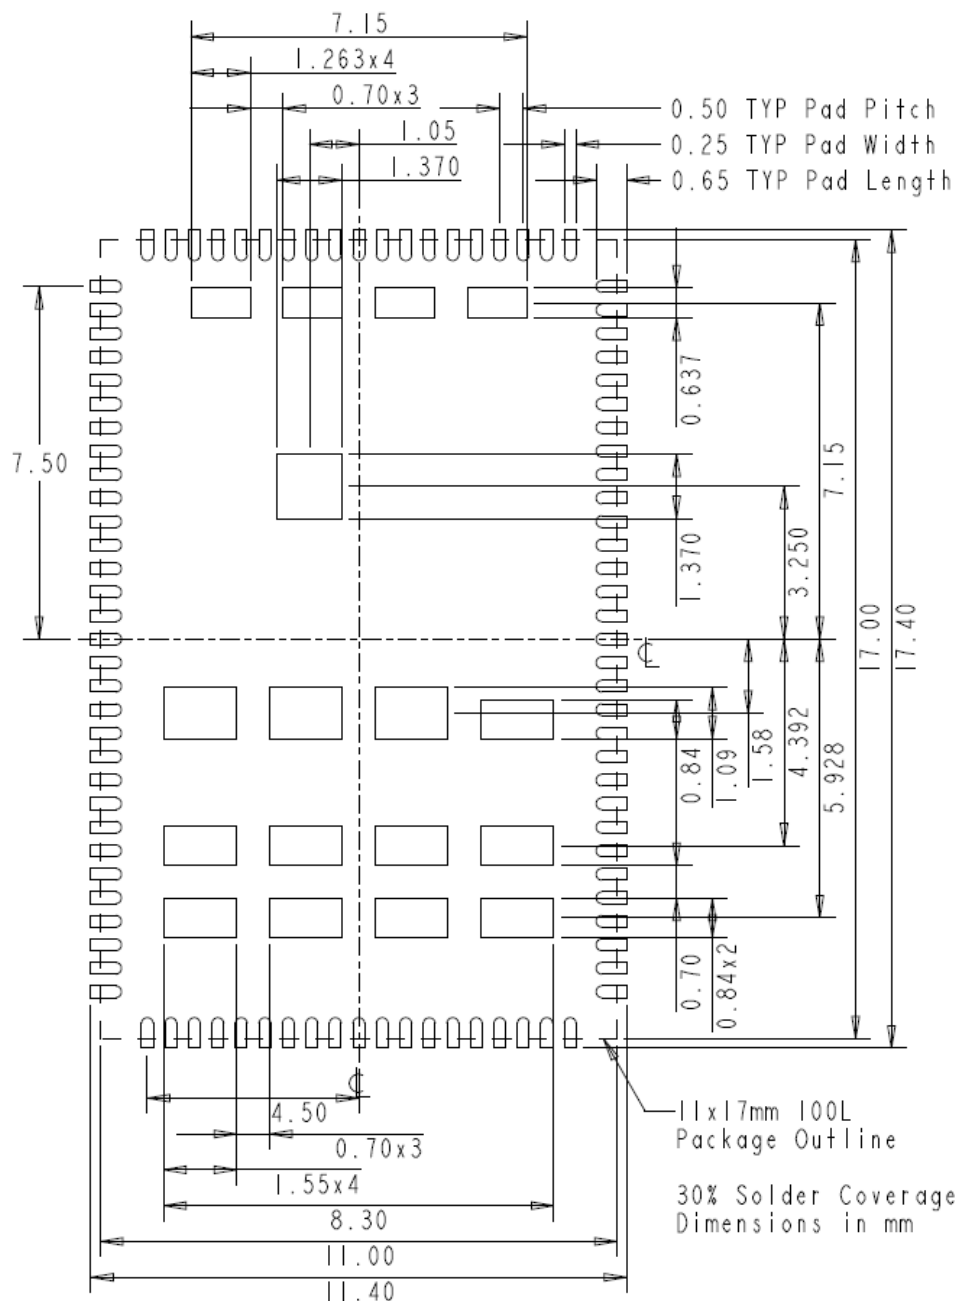 7.15
1.263x4
0.70x3
1.05
1.370
0.50 TYP Pad Pitch
0.25 TYP Pad Width
0.65 TYP Pad Length
7.50
0.637
1.370
7.15
3.250
17.00
17.40
℄
0.84
1.09
1.58
4.392
5.928
0.70
0.84x2
℄
4.50
0.70x3
1.55x4
8.30
11.00
11.40
11x17mm 100L
Package Outline
30% Solder Coverage
Dimensions in mm